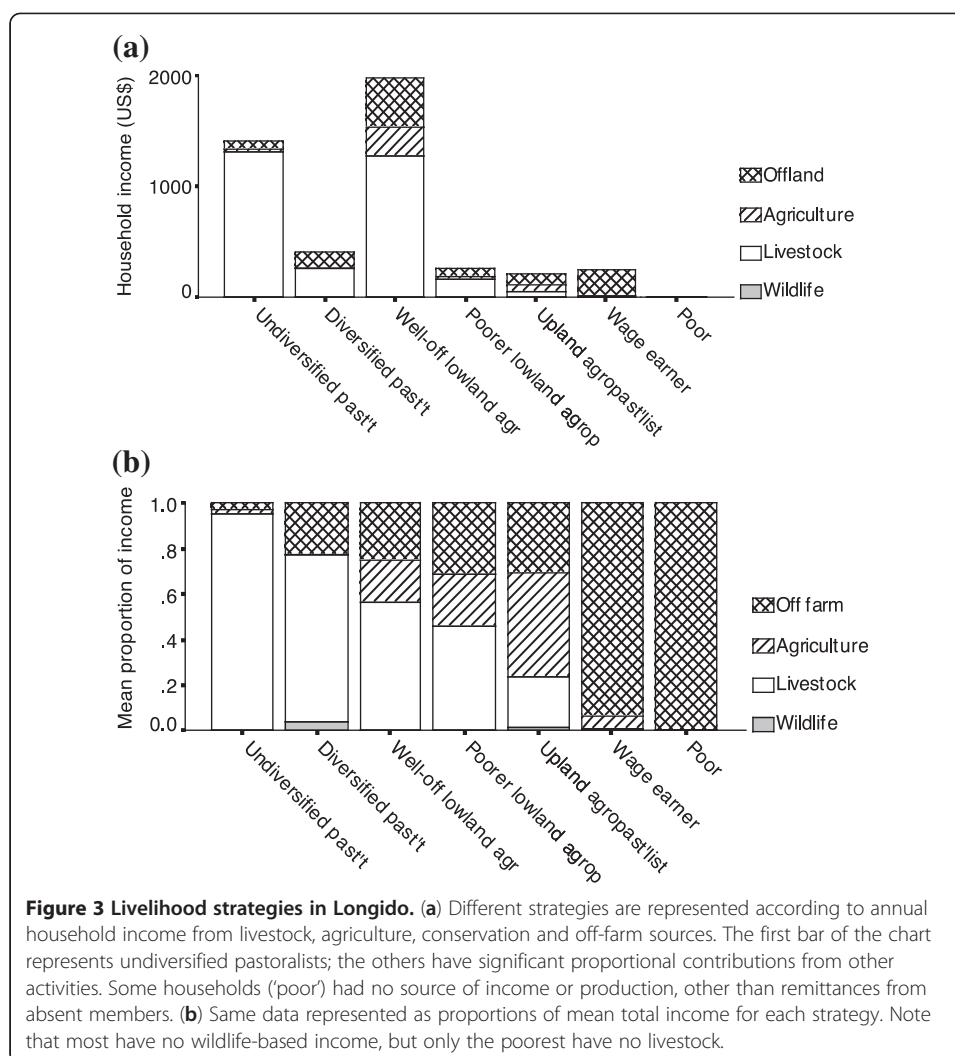 (a)
2000
1000
0
Household income (US$)
Offland
Agriculture
Livestock
Wildlife
Undiversified past't
Diversified past't
Well-off lowland agr
Poorer lowland agrop
Upland agropast'list
Wage earner
Poor
(b)
1.0
.8
.6
.4
.2
0.0
Mean proportion of income
Off farm
Agriculture
Livestock
Wildlife
Undiversified past't
Diversified past't
Well-off lowland agr
Poorer lowland agrop
Upland agropast'list
Wage earner
Poor
Figure 3 Livelihood strategies in Longido. (a) Different strategies are represented according to annual
household income from livestock, agriculture, conservation and off-farm sources. The first bar of the chart
represents undiversified pastoralists; the others have significant proportional contributions from other
activities. Some households (‘poor’) had no source of income or production, other than remittances from
absent members. (b) Same data represented as proportions of mean total income for each strategy. Note
that most have no wildlife-based income, but only the poorest have no livestock.